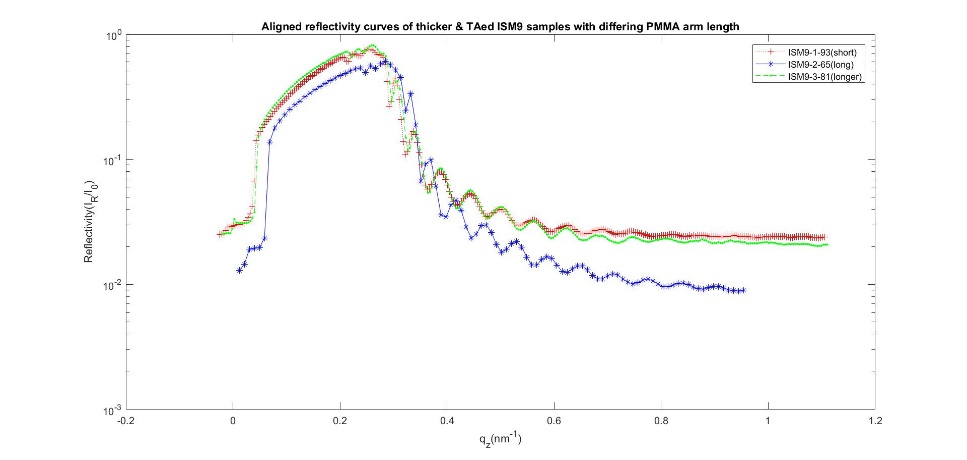 Aligned reflectivity curves of thicker & TAed ISM9 samples with differing PMMA arm length
10^0
10^-1
10^-2
10^-3
Reflectivity(I_R/I_0)
ISM9-1-93(short)
ISM9-2-65(long)
ISM9-3-81(longer)
-0.2 0 0.2 0.4 0.6 0.8 1 1.2
q_z(nm^-1)